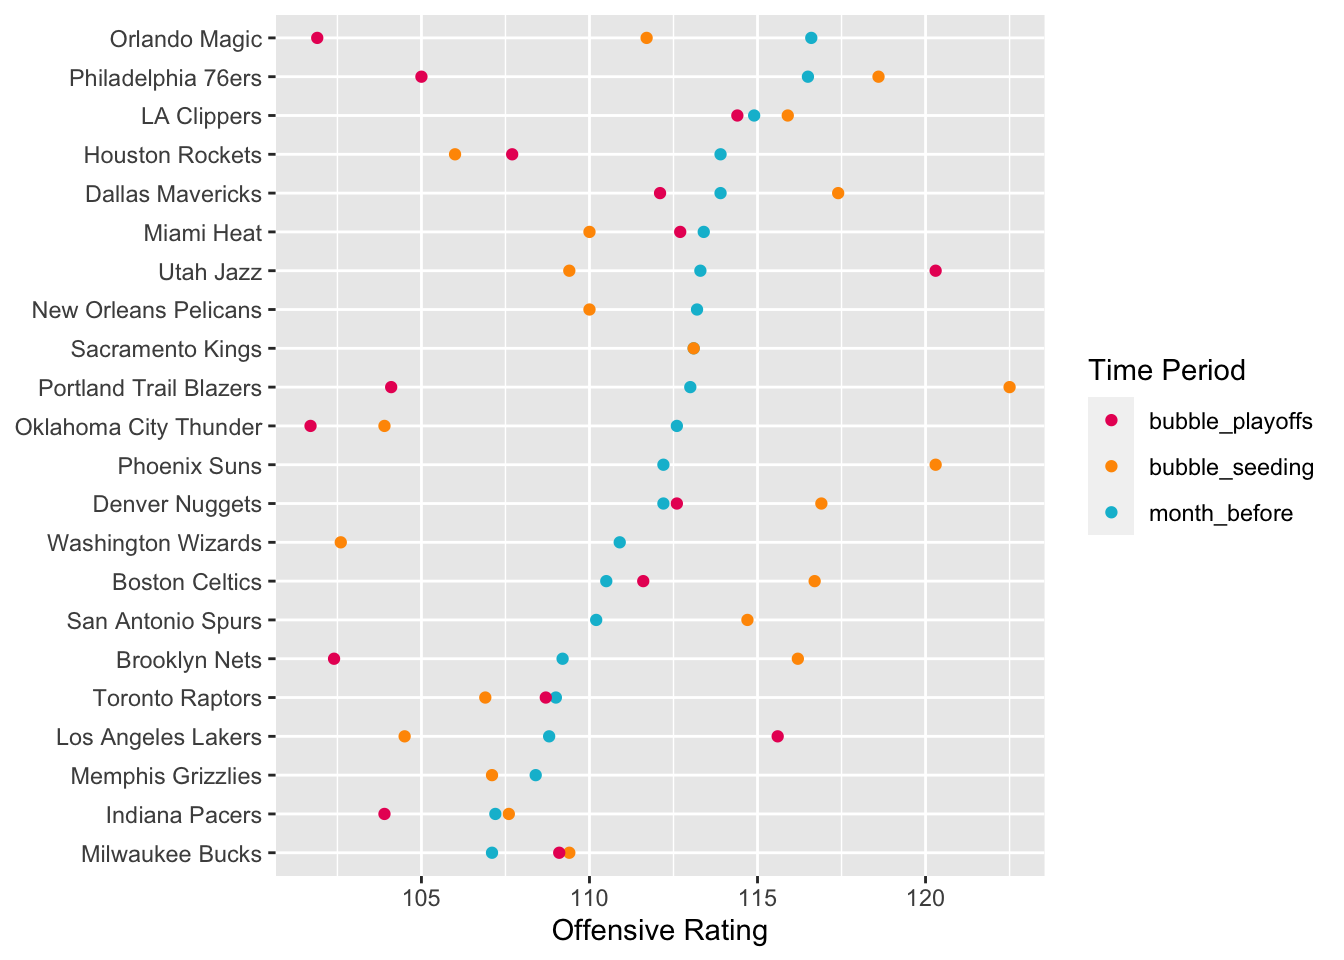 Orlando Magic
Philadelphia 76ers
LA Clippers
Houston Rockets
Dallas Mavericks
Miami Heat
Utah Jazz
New Orleans Pelicans
Sacramento Kings
Portland Trail Blazers
Oklahoma City Thunder
Phoenix Suns
Denver Nuggets
Washington Wizards
Boston Celtics
San Antonio Spurs
Brooklyn Nets
Toronto Raptors
Los Angeles Lakers
Memphis Grizzlies
Indiana Pacers
Milwaukee Bucks
105 110 115 120
Offensive Rating
Time Period
bubble_playoffs
bubble_seeding
month_before